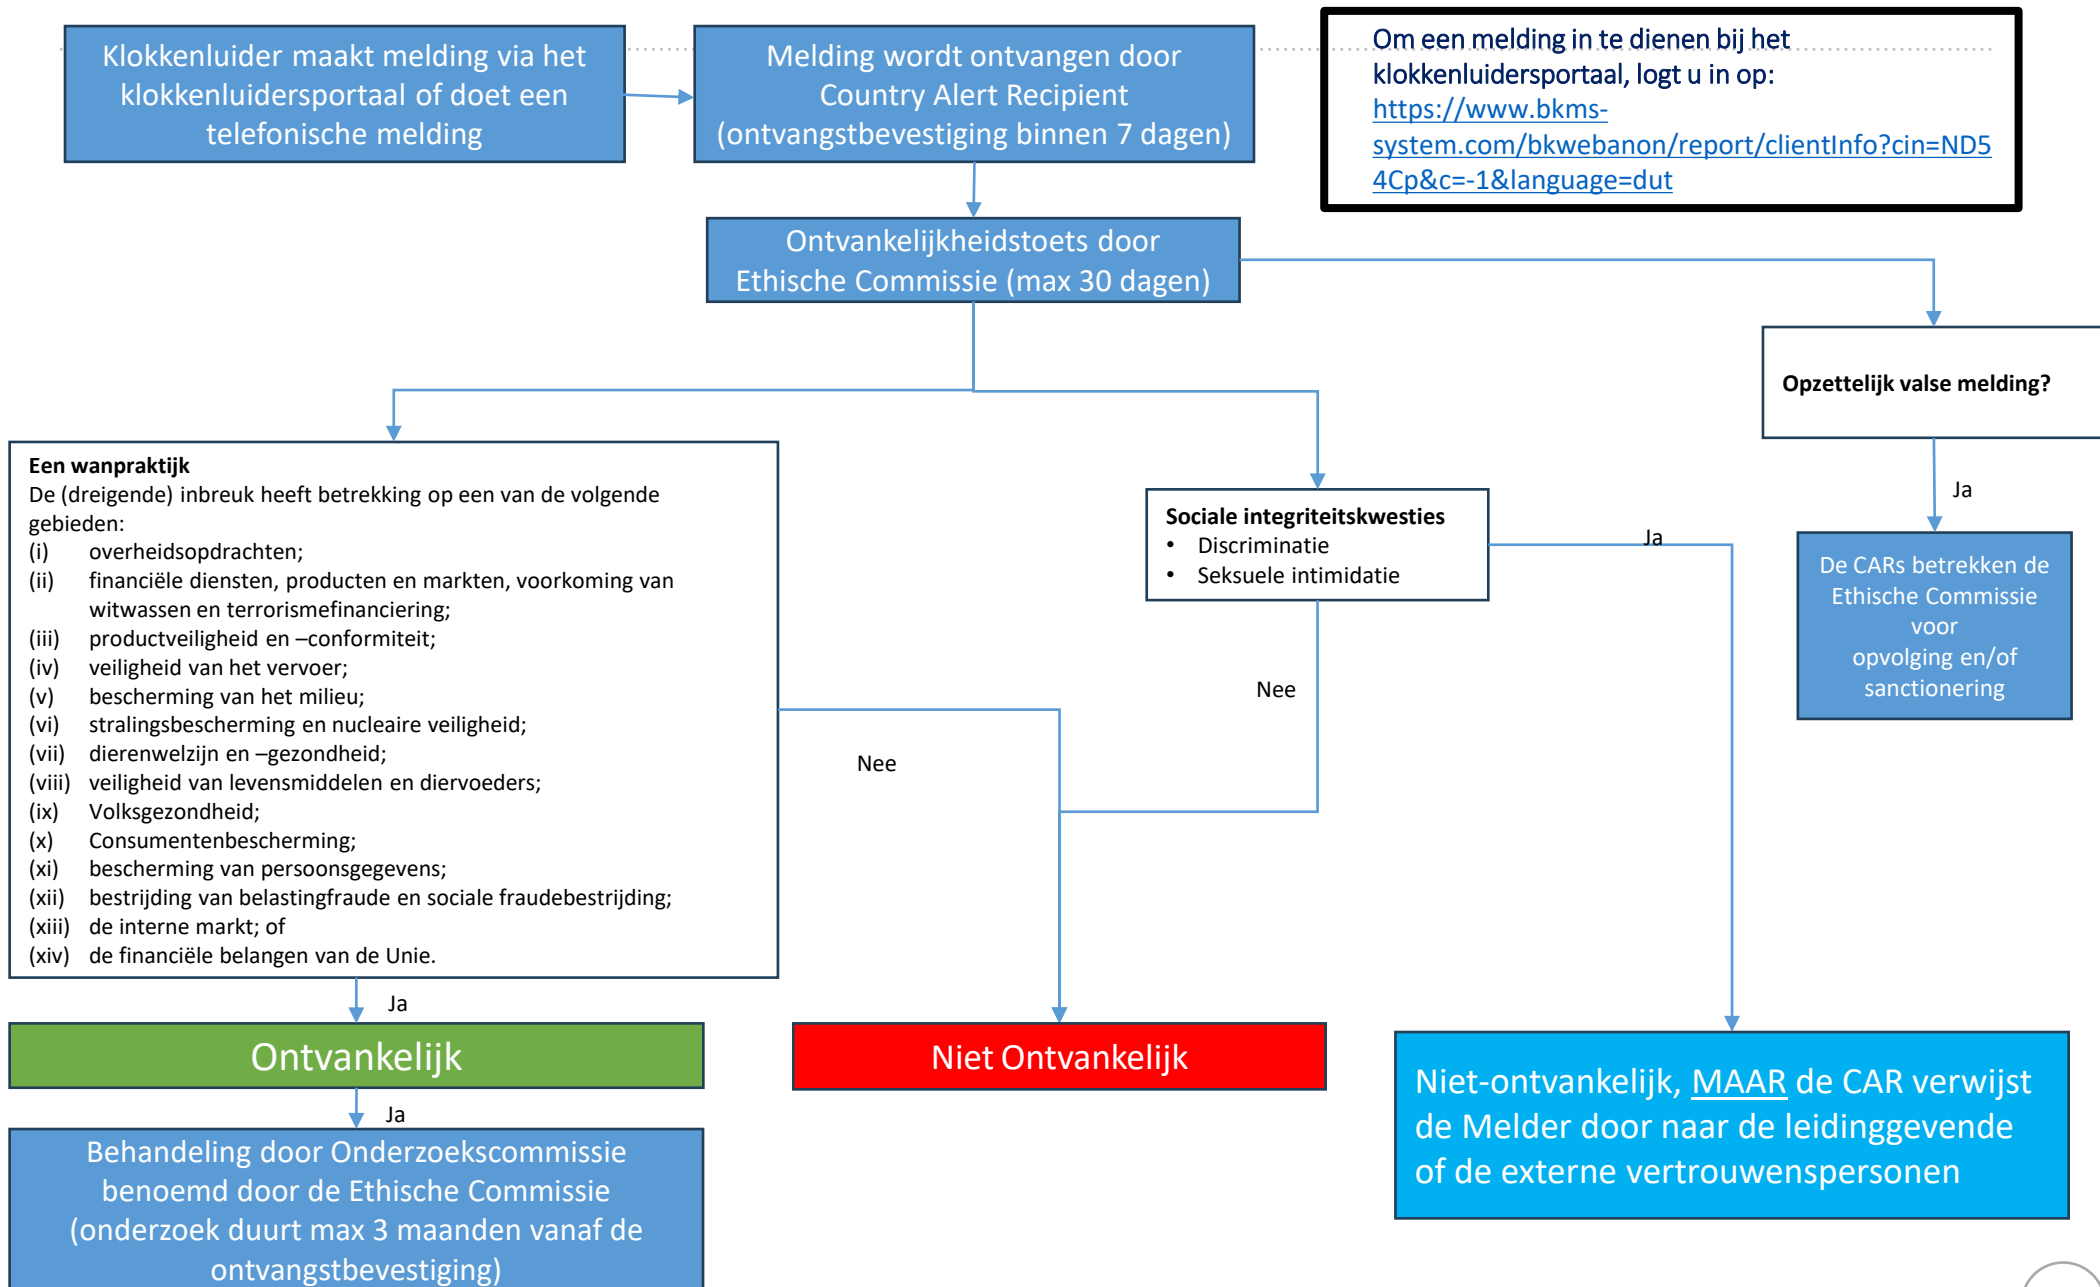 Klokkenluider maakt melding via het
klokkenluidersportaal of doet een
telefonische melding
Melding wordt ontvangen door
Country Alert Recipient
(ontvangstbevestiging binnen 7 dagen)
Om een melding in te dienen bij het
klokkenluidersportaal, logt u in op:
https://www.bkms-
system.com/bkwebanon/report/clientInfo?cin=ND5
4Cp&c=-1&language=dut
Ontvankelijkheidstoets door
Ethische Commissie (max 30 dagen)
Opzettelijk valse melding?
Ja
De CARs betrekken de
Ethische Commissie
voor
opvolging en/of
sanctionering
Een wanpraktijk
De (dreigende) inbreuk heeft betrekking op een van de volgende
gebieden:
(i) overheidsopdrachten;
(ii) financiële diensten, producten en markten, voorkoming van
witwassen en terrorismefinanciering;
(iii) productveiligheid en –conformiteit;
(iv) veiligheid van het vervoer;
(v) bescherming van het milieu;
(vi) stralingsbescherming en nucleaire veiligheid;
(vii) dierenwelzijn en –gezondheid;
(viii) veiligheid van levensmiddelen en diervoeders;
(ix) Volksgezondheid;
(x) Consumentenbescherming;
(xi) bescherming van persoonsgegevens;
(xii) bestrijding van belastingfraude en sociale fraudebestrijding;
(xiii) de interne markt; of
(xiv) de financiële belangen van de Unie.
Sociale integriteitskwesties
• Discriminatie
• Seksuele intimidatie
Ja
Nee
Nee
Ja
Ontvankelijk
Niet Ontvankelijk
Niet-ontvankelijk, MAAR de CAR verwijst
de Melder door naar de leidinggevende
of de externe vertrouwenspersonen
Ja
Behandeling door Onderzoekscommissie
benoemd door de Ethische Commissie
(onderzoek duurt max 3 maanden vanaf de
ontvangstbevestiging)